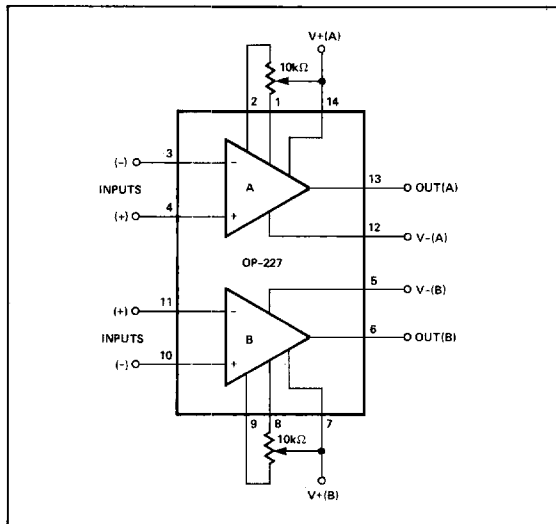 V+(A)
10kΩ
2 1 14
(-) 3 -
INPUTS A 13 OUT(A)
(+) 4 +
12 V-(A)
OP-227
5 V-(B)
(+) 11 -
INPUTS B 6 OUT(B)
(-) 10 +
9 8 7
10kΩ
V+(B)